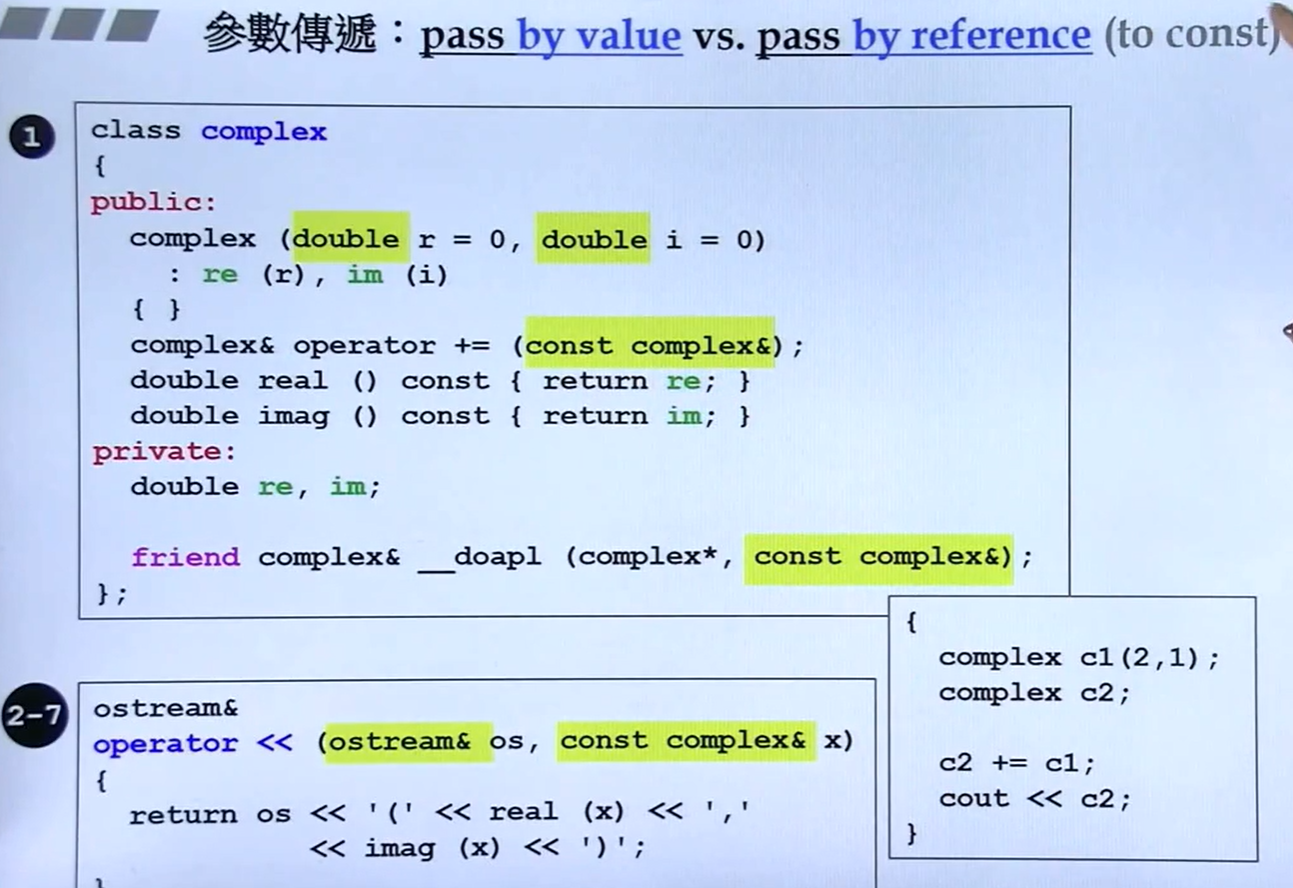 參數傳遞：pass by value vs. pass by reference (to const)
1
class complex
{
public:
complex (double r = 0, double i = 0)
: re (r), im (i)
{ }
complex& operator += (const complex&);
double real () const { return re; }
double imag () const { return im; }
private:
double re, im;
friend complex& __doapl (complex*, const complex&);
};
{
complex c1(2,1);
complex c2;
c2 += c1;
cout << c2;
}
2-7
ostream&
operator << (ostream& os, const complex& x)
{
return os << '(' << real (x) << ','
<< imag (x) << ')';
}